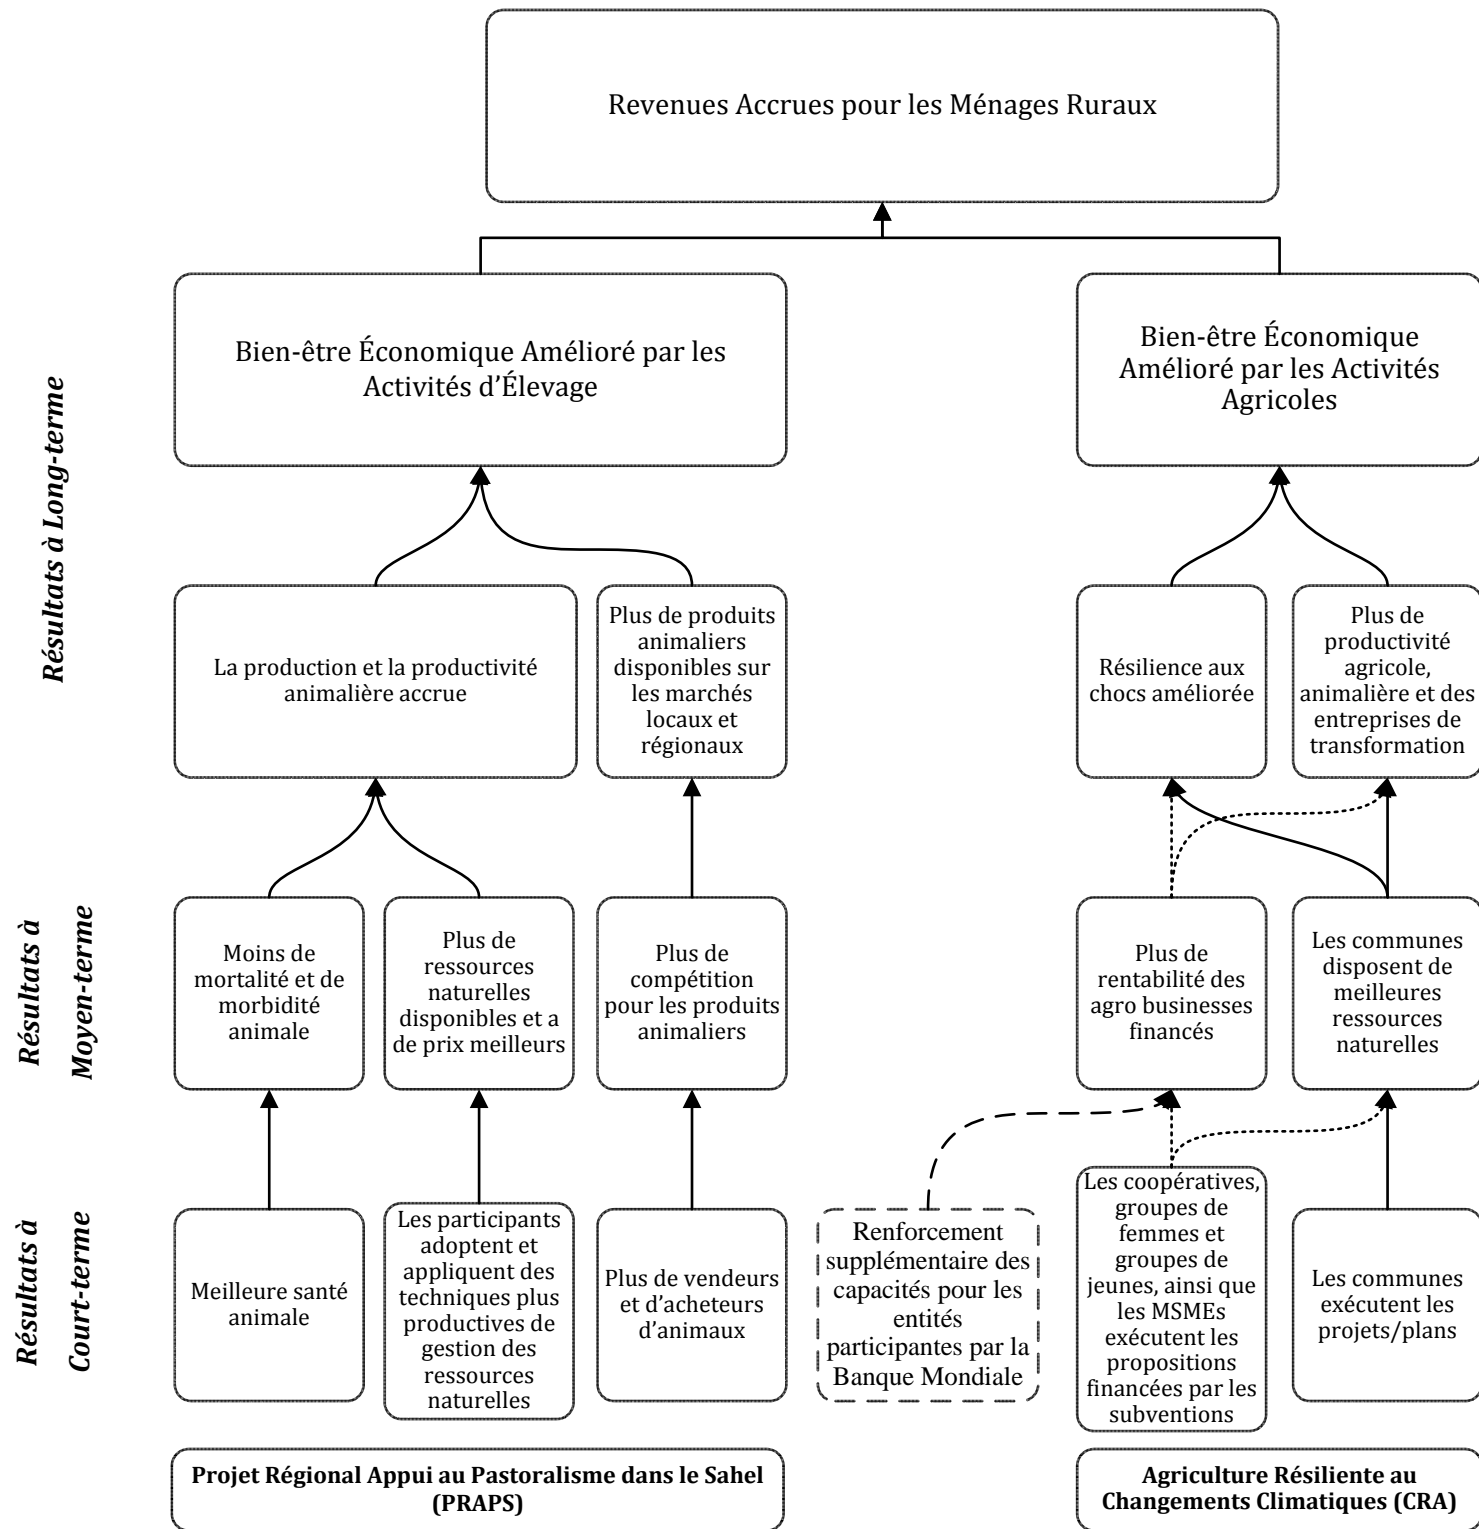 Revenues Accrues pour les Ménages Ruraux
Bien-être Économique Amélioré par les
Activités d’Élevage
Bien-être Économique
Amélioré par les Activités
Agricoles
Résultats à Long-terme
La production et la productivité
animalière accrue
Plus de produits
animaliers
disponibles sur
les marchés
locaux et
régionaux
Résilience aux
chocs améliorée
Plus de
productivité
agricole,
animalière et des
entreprises de
transformation
Résultats à
Moyen-terme
Moins de
mortalité et de
morbidité
animale
Plus de
ressources
naturelles
disponibles et a
de prix meilleurs
Plus de
compétition
pour les produits
animaliers
Plus de
rentabilité des
agro businesses
financés
Les communes
disposent de
meilleures
ressources
naturelles
Résultats à
Court-terme
Meilleure santé
animale
Les participants
adoptent et
appliquent des
techniques plus
productives de
gestion des
ressources
naturelles
Plus de vendeurs
et d’acheteurs
d’animaux
Renforcement
supplémentaire des
capacités pour les
entités
participantes par la
Banque Mondiale
Les coopératives,
groupes de
femmes et
groupes de
jeunes, ainsi que
les MSMEs
exécutent les
propositions
financées par les
subventions
Les communes
exécutent les
projets/plans
Projet Régional Appui au Pastoralisme dans le Sahel
(PRAPS)
Agriculture Résiliente au
Changements Climatiques (CRA)